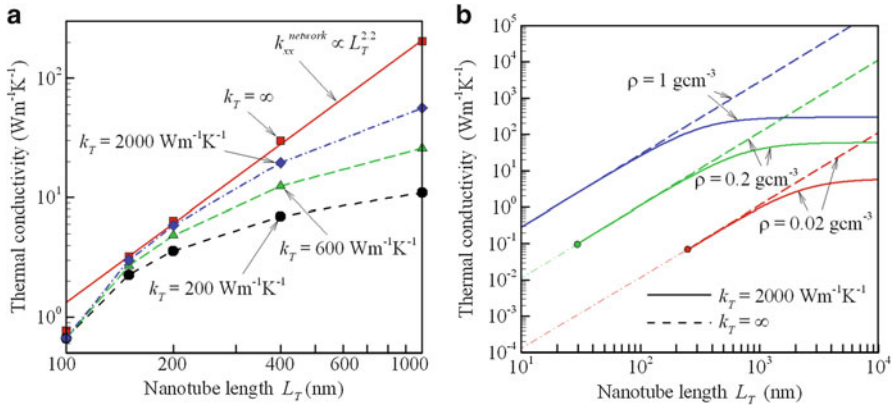 a
Thermal conductivity (Wm⁻¹K⁻¹)
10²
10¹
10⁰
k_xx^network ∝ L_T^2.2
k_T = ∞
k_T = 2000 Wm⁻¹K⁻¹
k_T = 600 Wm⁻¹K⁻¹
k_T = 200 Wm⁻¹K⁻¹
100 200 400 600 1000
Nanotube length L_T (nm)
b
Thermal conductivity (Wm⁻¹K⁻¹)
10⁵
10⁴
10³
10²
10¹
10⁰
10⁻¹
10⁻²
10⁻³
10⁻⁴
ρ = 1 gcm⁻³
ρ = 0.2 gcm⁻³
ρ = 0.02 gcm⁻³
k_T = 2000 Wm⁻¹K⁻¹
k_T = ∞
10¹ 10² 10³ 10⁴
Nanotube length L_T (nm)